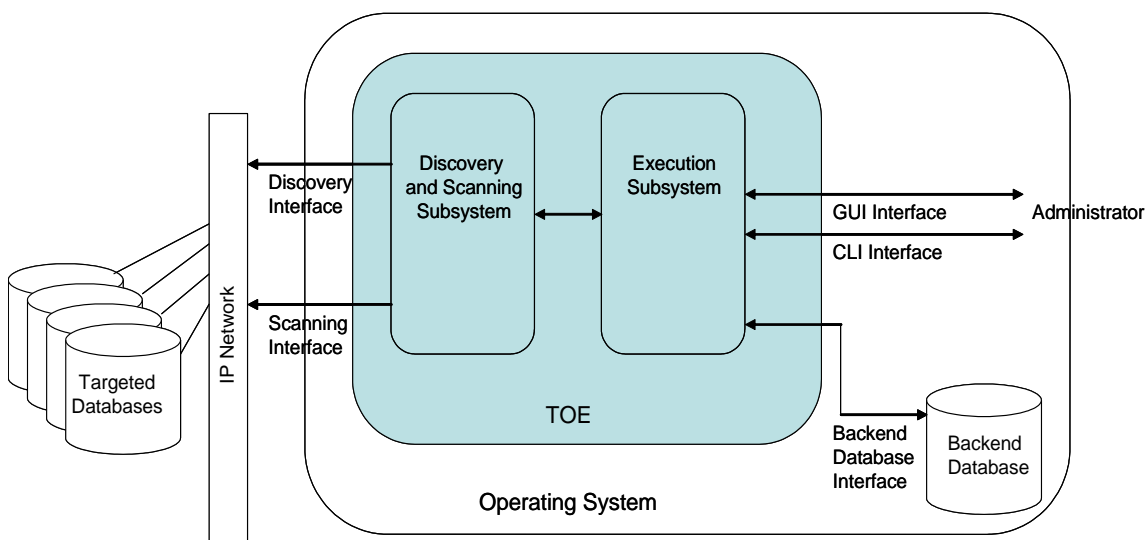 Discovery
Interface
Discovery
and Scanning
Subsystem
Execution
Subsystem
GUI Interface
Administrator
CLI Interface
IP Network
Scanning
Interface
Targeted
Databases
TOE
Backend
Database
Interface
Backend
Database
Operating System